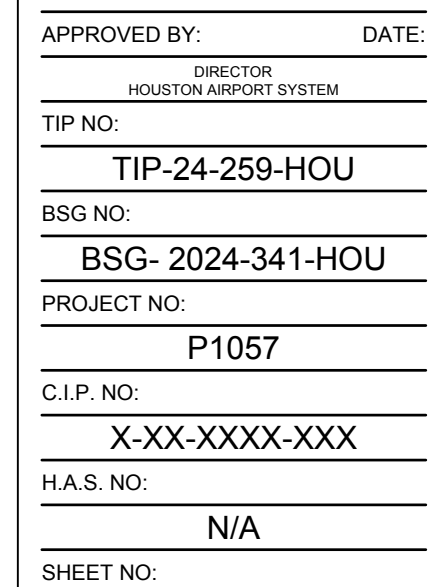 APPROVED BY: DATE:
DIRECTOR
HOUSTON AIRPORT SYSTEM
TIP NO:
TIP-24-259-HOU
BSG NO:
BSG- 2024-341-HOU
PROJECT NO:
P1057
C.I.P. NO:
X-XX-XXXX-XXX
H.A.S. NO:
N/A
SHEET NO: